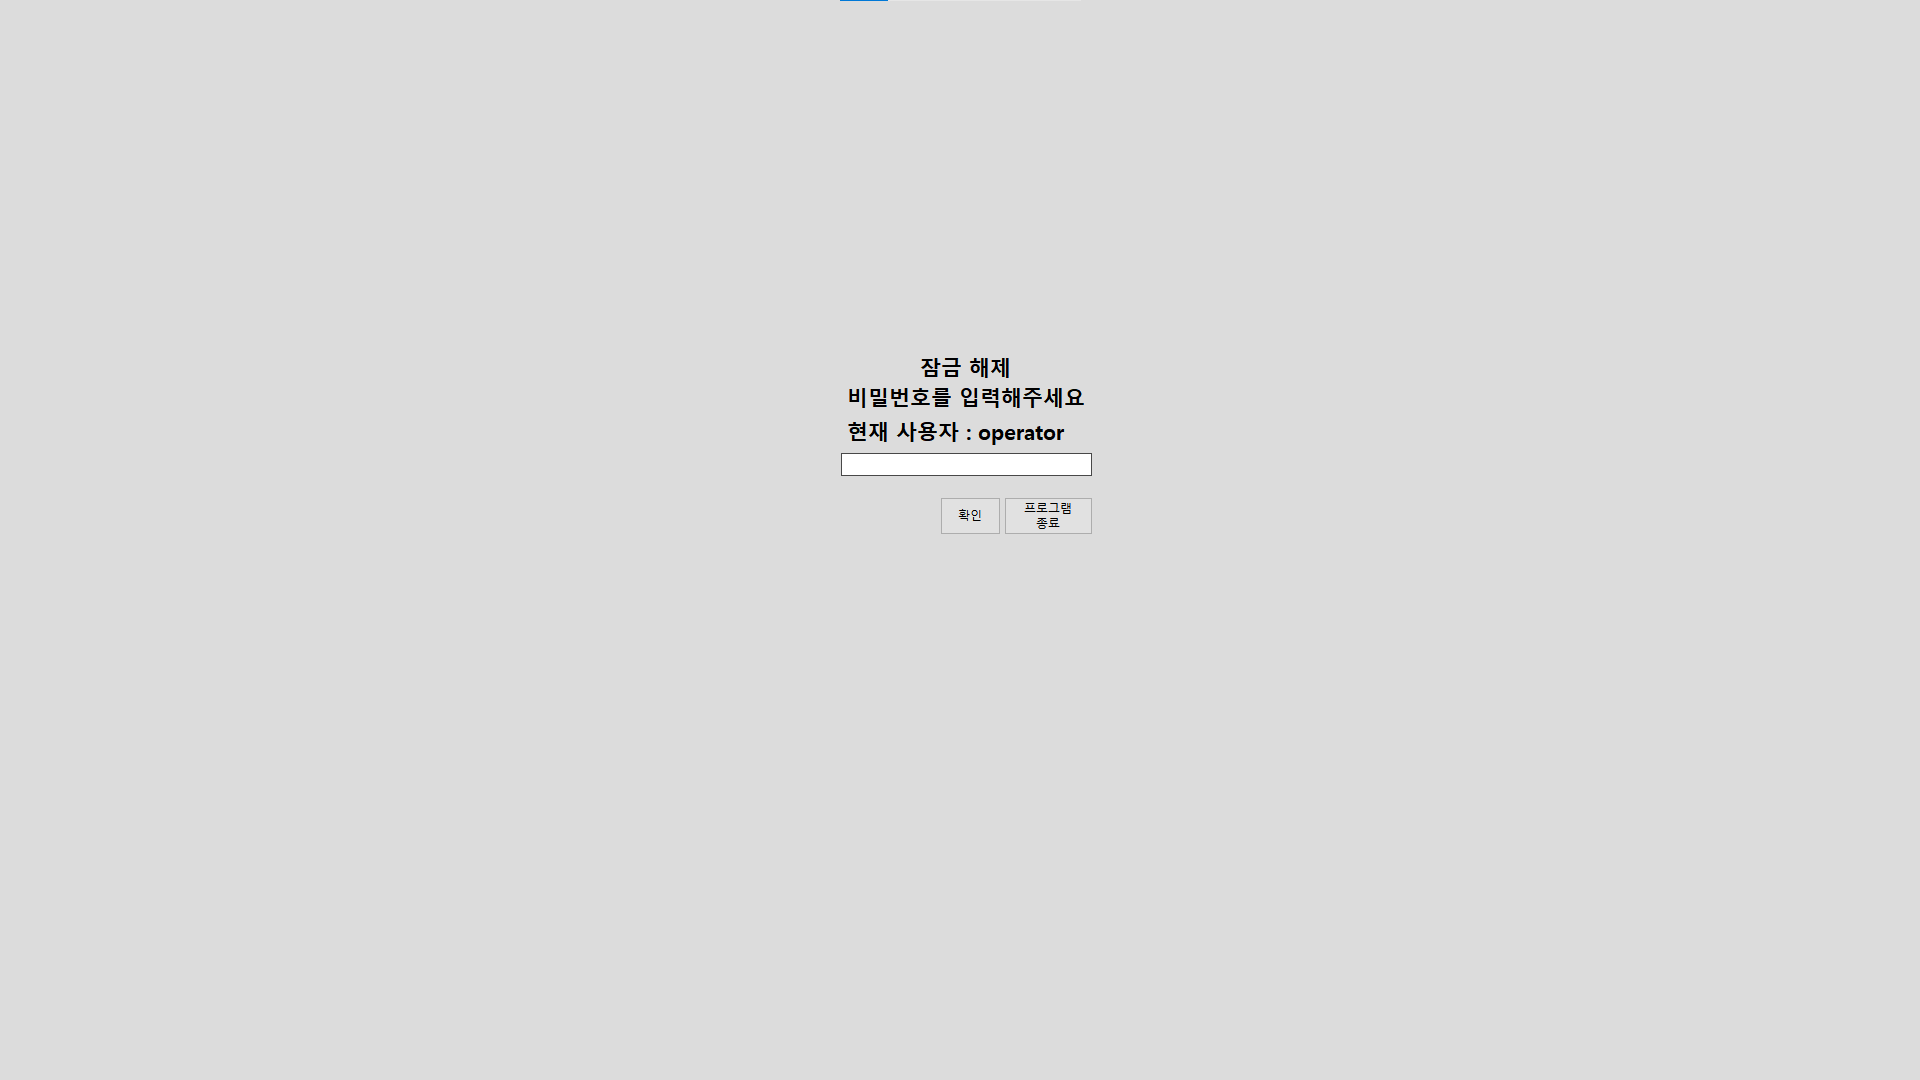 잠금 해제
비밀번호를 입력해주세요
현재 사용자 : operator
확인
프로그램
종료